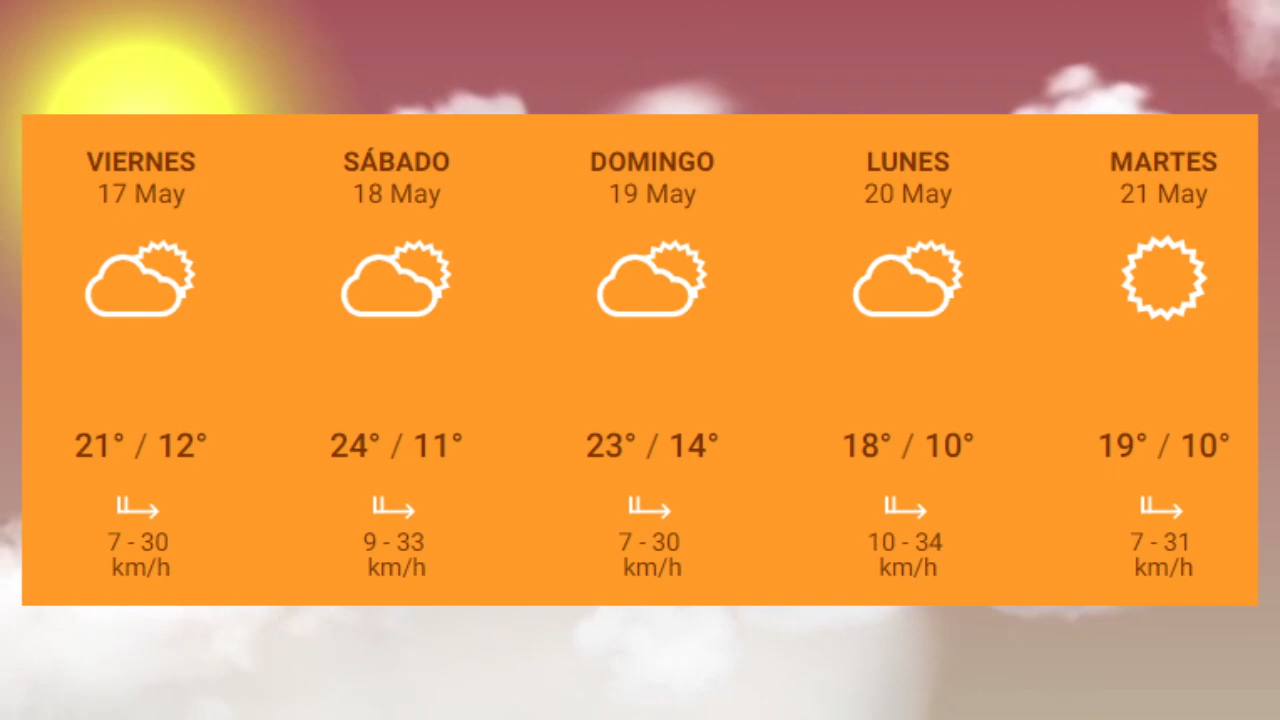 VIERNES
17 May
21° / 12°
7 - 30
km/h
SÁBADO
18 May
24° / 11°
9 - 33
km/h
DOMINGO
19 May
23° / 14°
7 - 30
km/h
LUNES
20 May
18° / 10°
10 - 34
km/h
MARTES
21 May
19° / 10°
7 - 31
km/h